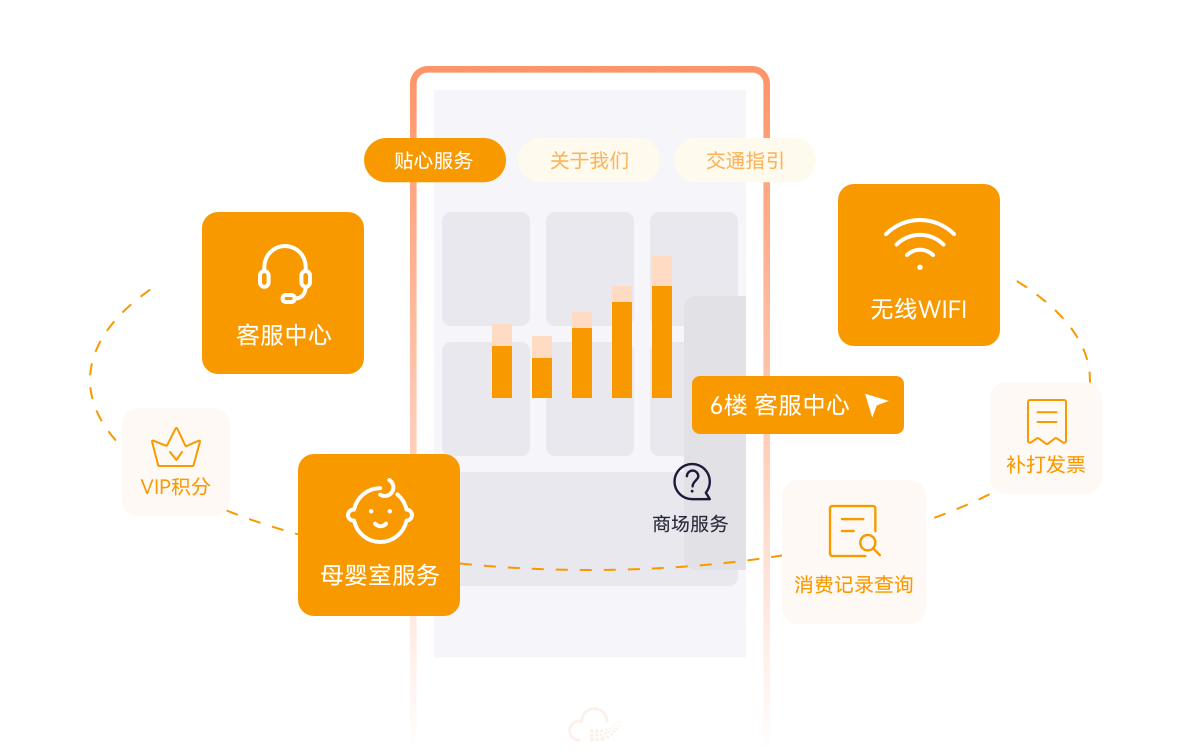 贴心服务
关于我们
交通指引
客服中心
无线WIFI
6楼 客服中心
VIP积分
补打发票
商场服务
母婴室服务
消费记录查询